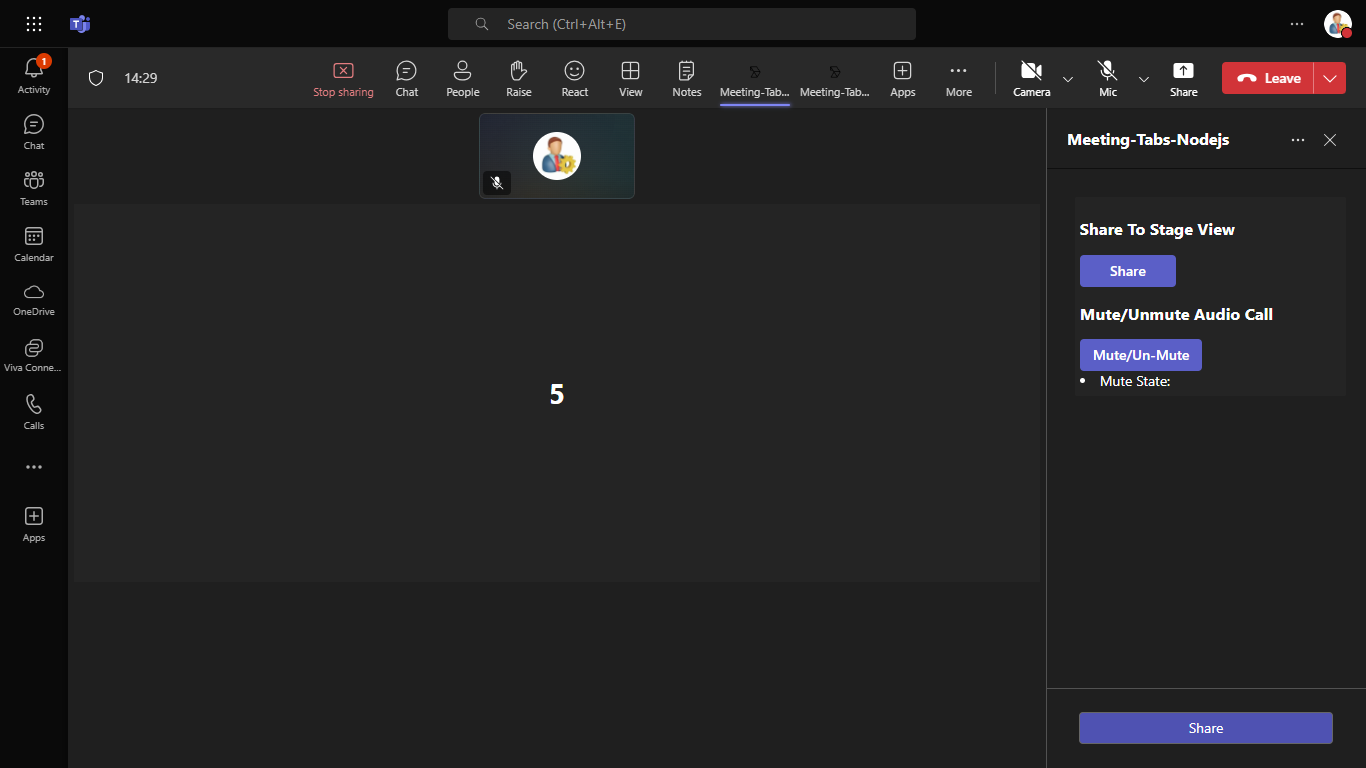 Search (Ctrl+Alt+E)
1
Activity
Chat
Teams
Calendar
OneDrive
Viva Conne...
Calls
Apps
14:29
Stop sharing
Chat
People
Raise
React
View
Notes
Meeting-Tab...
Meeting-Tab...
Apps
More
Camera
Mic
Share
Leave
5
Meeting-Tabs-Nodejs
Share To Stage View
Share
Mute/Unmute Audio Call
Mute/Un-Mute
• Mute State:
Share